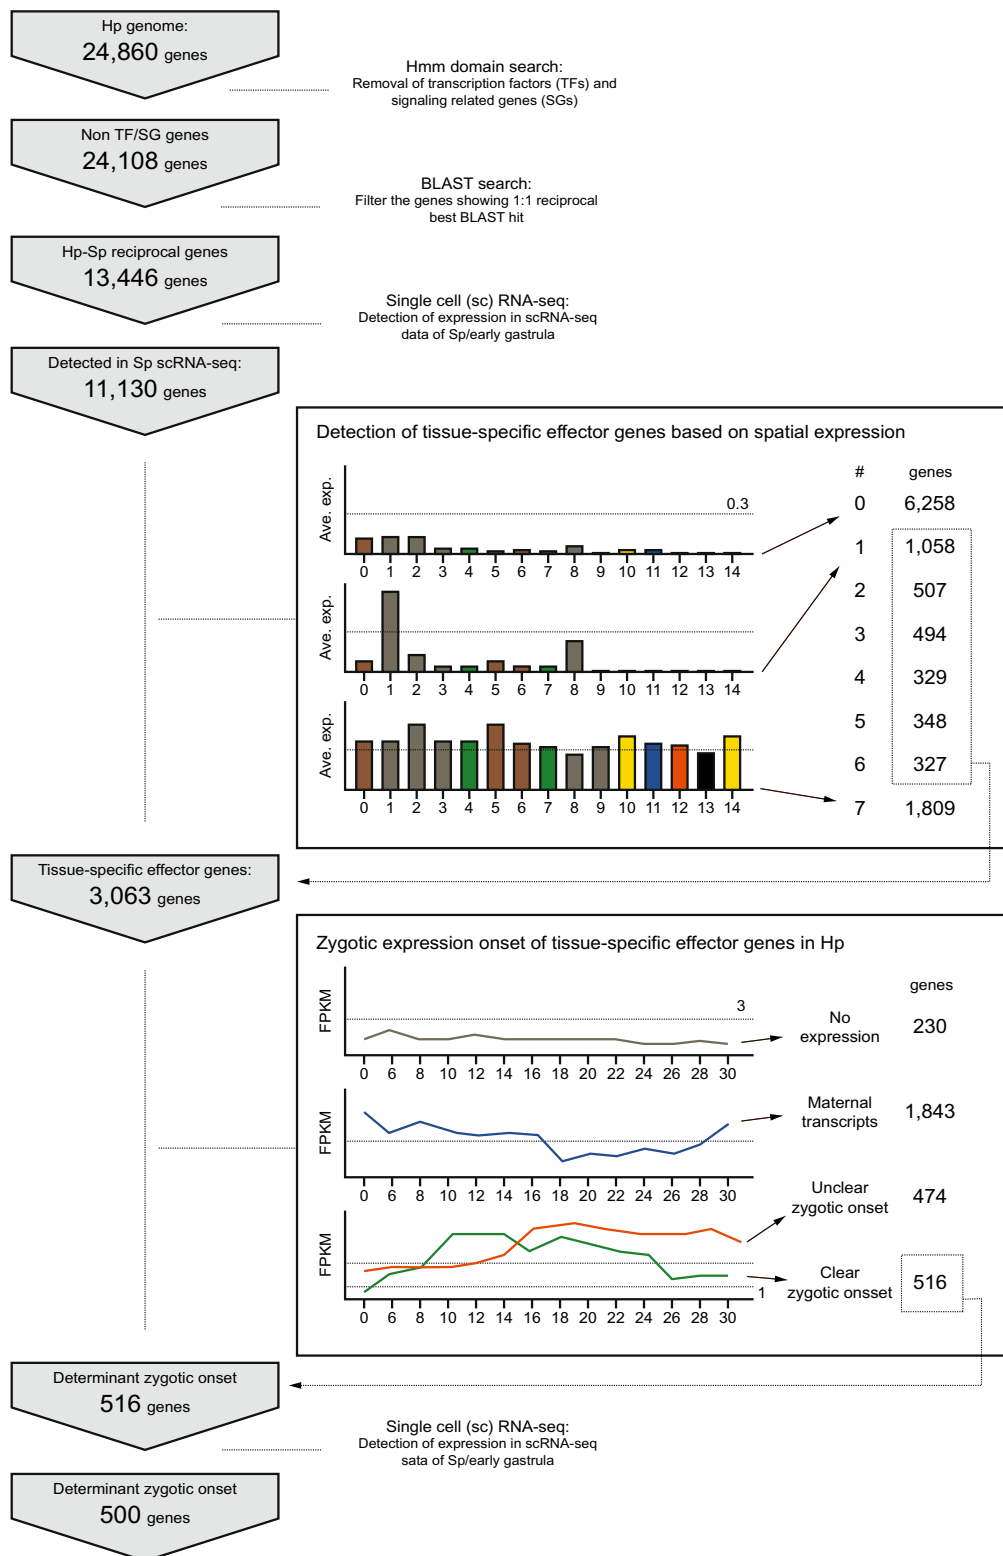 Hp genome:
24,860 genes
Hmm domain search:
Removal of transcription factors (TFs) and
signaling related genes (SGs)
Non TF/SG genes
24,108 genes
BLAST search:
Filter the genes showing 1:1 reciprocal
best BLAST hit
Hp-Sp reciprocal genes
13,446 genes
Single cell (sc) RNA-seq:
Detection of expression in scRNA-seq
data of Sp/early gastrula
Detected in Sp scRNA-seq:
11,130 genes
Detection of tissue-specific effector genes based on spatial expression
Ave. exp.
0.3
0 1 2 3 4 5 6 7 8 9 10 11 12 13 14
Ave. exp.
0 1 2 3 4 5 6 7 8 9 10 11 12 13 14
Ave. exp.
0 1 2 3 4 5 6 7 8 9 10 11 12 13 14
# genes
0 6,258
1 1,058
2 507
3 494
4 329
5 348
6 327
7 1,809
Tissue-specific effector genes:
3,063 genes
Zygotic expression onset of tissue-specific effector genes in Hp
genes
FPKM
3
0 6 8 10 12 14 16 18 20 22 24 26 28 30
No
expression
230
FPKM
0 6 8 10 12 14 16 18 20 22 24 26 28 30
Maternal
transcripts
1,843
FPKM
1
0 6 8 10 12 14 16 18 20 22 24 26 28 30
Unclear
zygotic onset
474
Clear
zygotic onsset
516
Determinant zygotic onset
516 genes
Single cell (sc) RNA-seq:
Detection of expression in scRNA-seq
sata of Sp/early gastrula
Determinant zygotic onset
500 genes